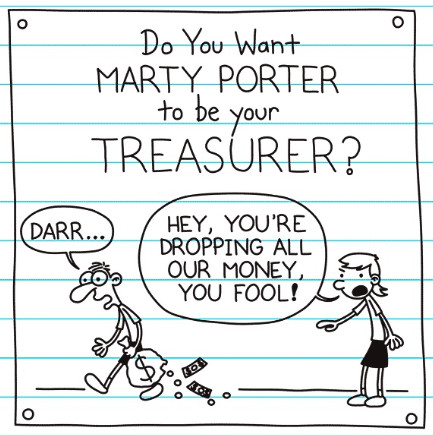 Do You Want
MARTY PORTER
to be your
TREASURER?
DARR...
HEY, YOU'RE
DROPPING ALL
OUR MONEY,
YOU FOOL!
$